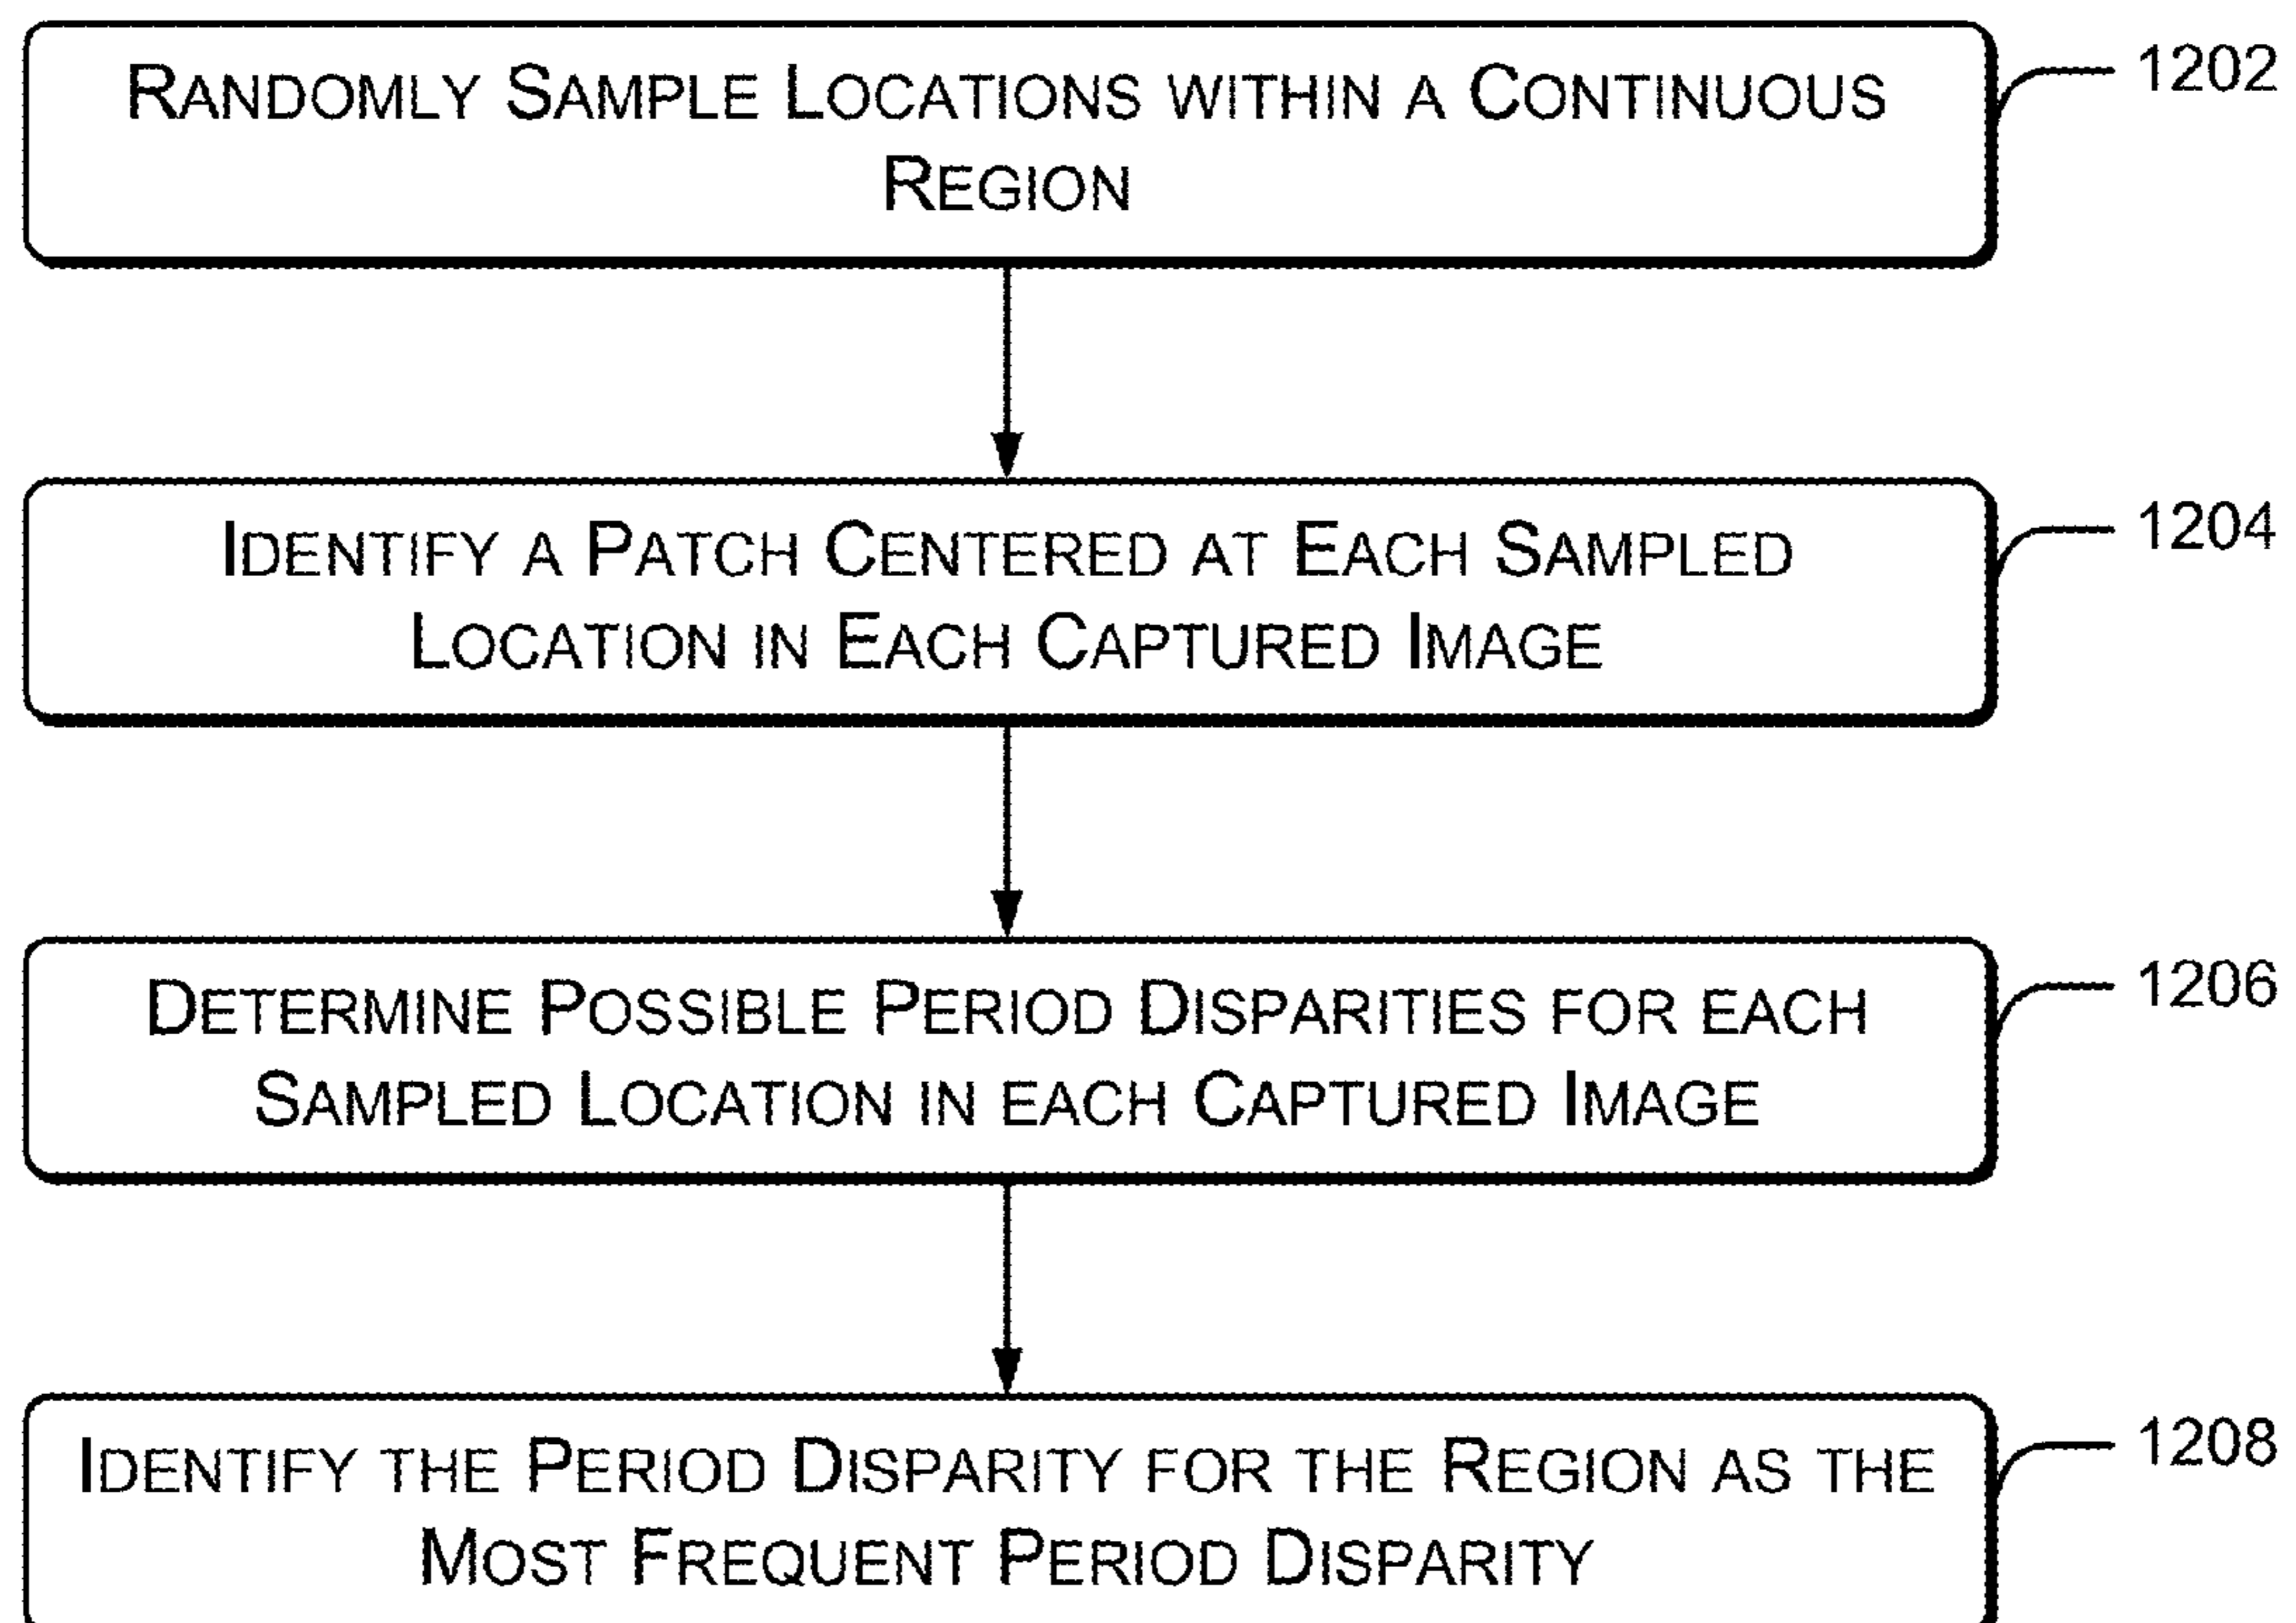 RANDOMLY SAMPLE LOCATIONS WITHIN A CONTINUOUS
REGION
1202
IDENTIFY A PATCH CENTERED AT EACH SAMPLED
LOCATION IN EACH CAPTURED IMAGE
1204
DETERMINE POSSIBLE PERIOD DISPARITIES FOR EACH
SAMPLED LOCATION IN EACH CAPTURED IMAGE
1206
IDENTIFY THE PERIOD DISPARITY FOR THE REGION AS THE
MOST FREQUENT PERIOD DISPARITY
1208